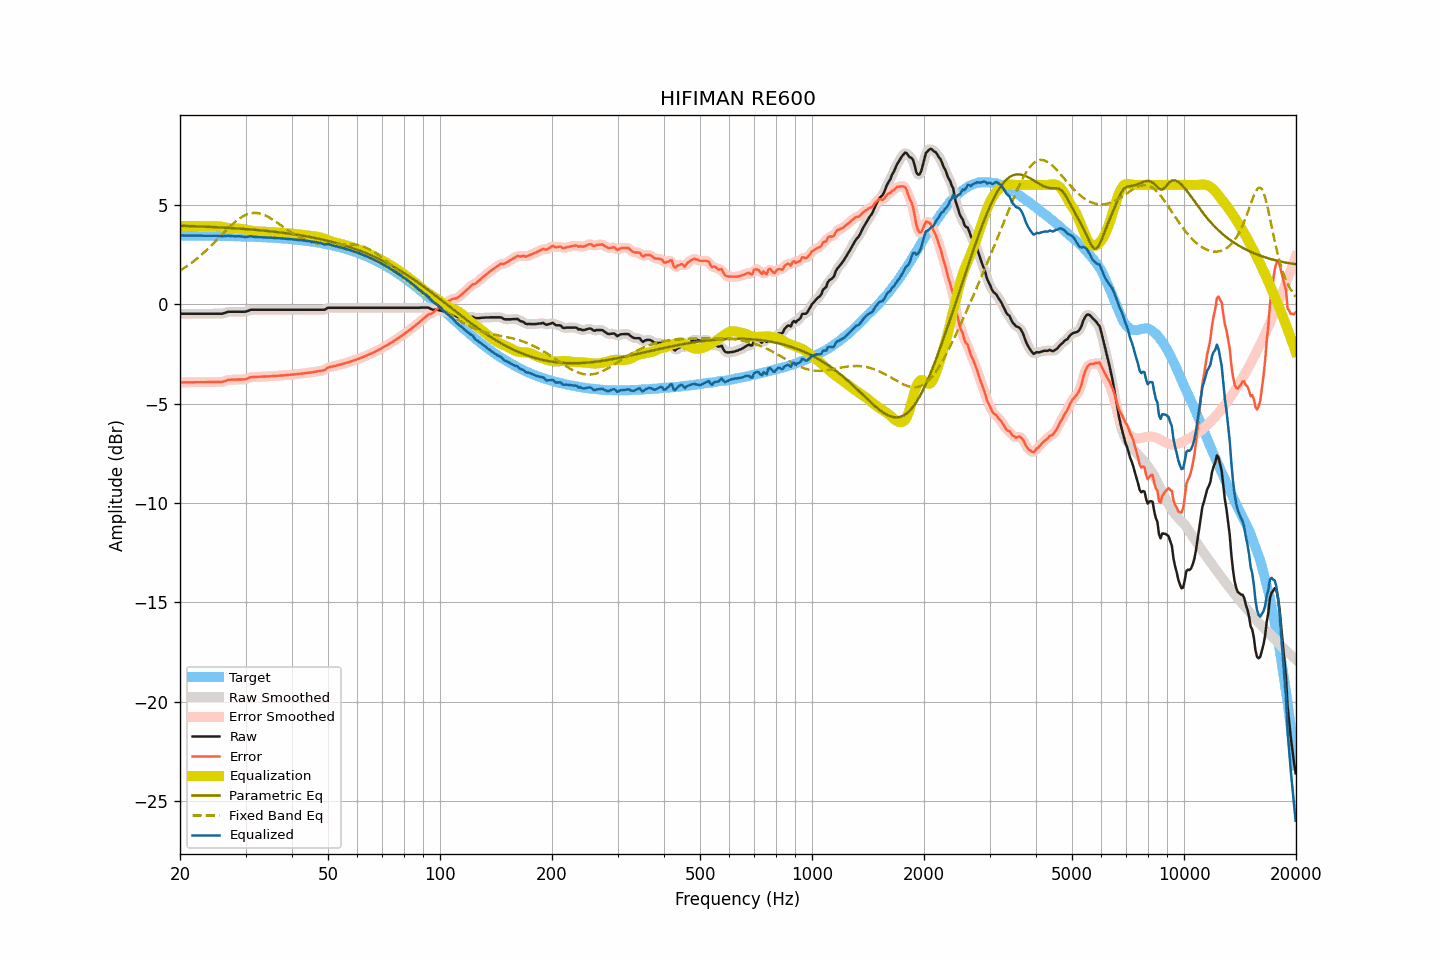 HIFIMAN RE600
Amplitude (dBr)
5
0
−5
−10
−15
−20
−25
Target
Raw Smoothed
Error Smoothed
Raw
Error
Equalization
Parametric Eq
Fixed Band Eq
Equalized
20 50 100 200 500 1000 2000 5000 10000 20000
Frequency (Hz)